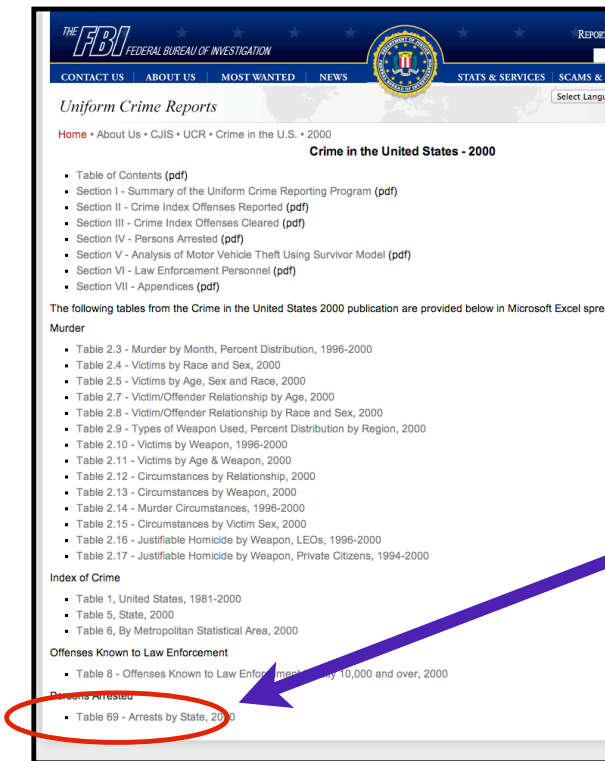 THE FBI FEDERAL BUREAU OF INVESTIGATION
REPOR
CONTACT US ABOUT US MOST WANTED NEWS STATS & SERVICES SCAMS &
Uniform Crime Reports
Select Langu
Home • About Us • CJIS • UCR • Crime in the U.S. • 2000
Crime in the United States - 2000
▪ Table of Contents (pdf)
▪ Section I - Summary of the Uniform Crime Reporting Program (pdf)
▪ Section II - Crime Index Offenses Reported (pdf)
▪ Section III - Crime Index Offenses Cleared (pdf)
▪ Section IV - Persons Arrested (pdf)
▪ Section V - Analysis of Motor Vehicle Theft Using Survivor Model (pdf)
▪ Section VI - Law Enforcement Personnel (pdf)
▪ Section VII - Appendices (pdf)
The following tables from the Crime in the United States 2000 publication are provided below in Microsoft Excel spre
Murder
▪ Table 2.3 - Murder by Month, Percent Distribution, 1996-2000
▪ Table 2.4 - Victims by Race and Sex, 2000
▪ Table 2.5 - Victims by Age, Sex and Race, 2000
▪ Table 2.7 - Victim/Offender Relationship by Age, 2000
▪ Table 2.8 - Victim/Offender Relationship by Race and Sex, 2000
▪ Table 2.9 - Types of Weapon Used, Percent Distribution by Region, 2000
▪ Table 2.10 - Victims by Weapon, 1996-2000
▪ Table 2.11 - Victims by Age & Weapon, 2000
▪ Table 2.12 - Circumstances by Relationship, 2000
▪ Table 2.13 - Circumstances by Weapon, 2000
▪ Table 2.14 - Murder Circumstances, 1996-2000
▪ Table 2.15 - Circumstances by Victim Sex, 2000
▪ Table 2.16 - Justifiable Homicide by Weapon, LEOs, 1996-2000
▪ Table 2.17 - Justifiable Homicide by Weapon, Private Citizens, 1994-2000
Index of Crime
▪ Table 1, United States, 1981-2000
▪ Table 5, State, 2000
▪ Table 6, By Metropolitan Statistical Area, 2000
Offenses Known to Law Enforcement
▪ Table 8 - Offenses Known to Law Enforcement 10,000 and over, 2000
Persons Arrested
▪ Table 69 - Arrests by State, 2000